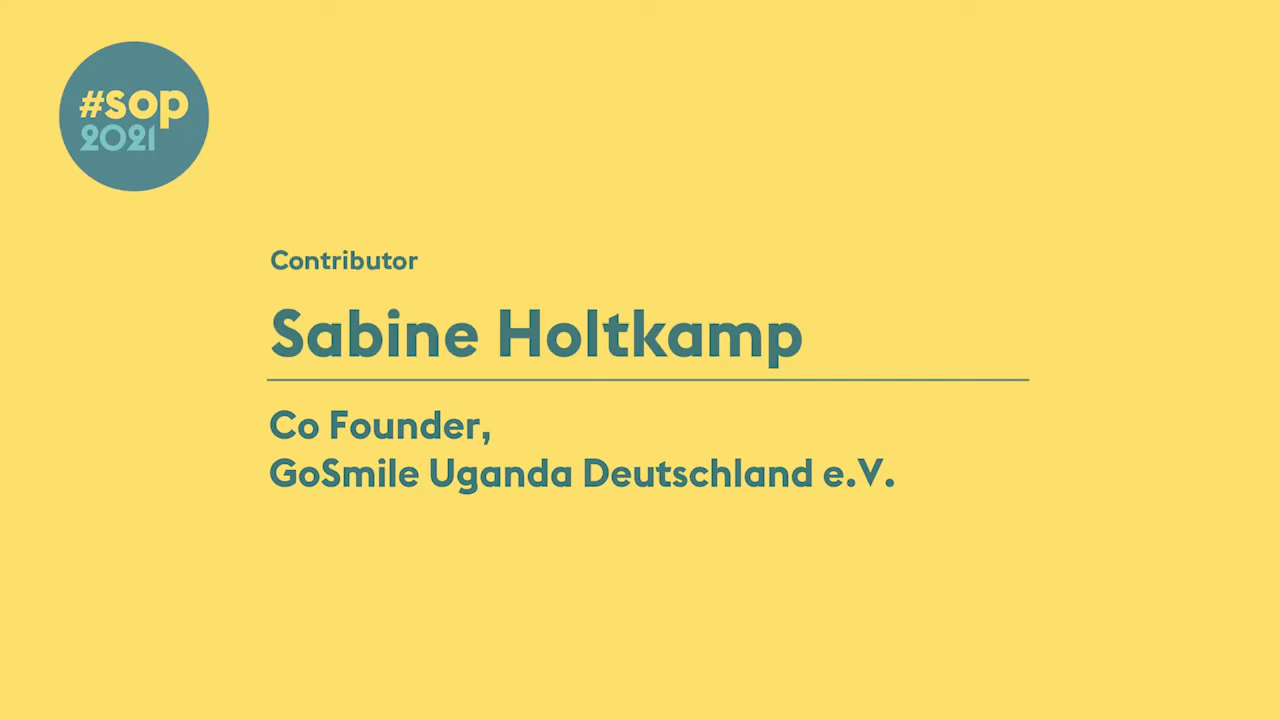 #sop
2021
Contributor
Sabine Holtkamp
Co Founder,
GoSmile Uganda Deutschland e.V.